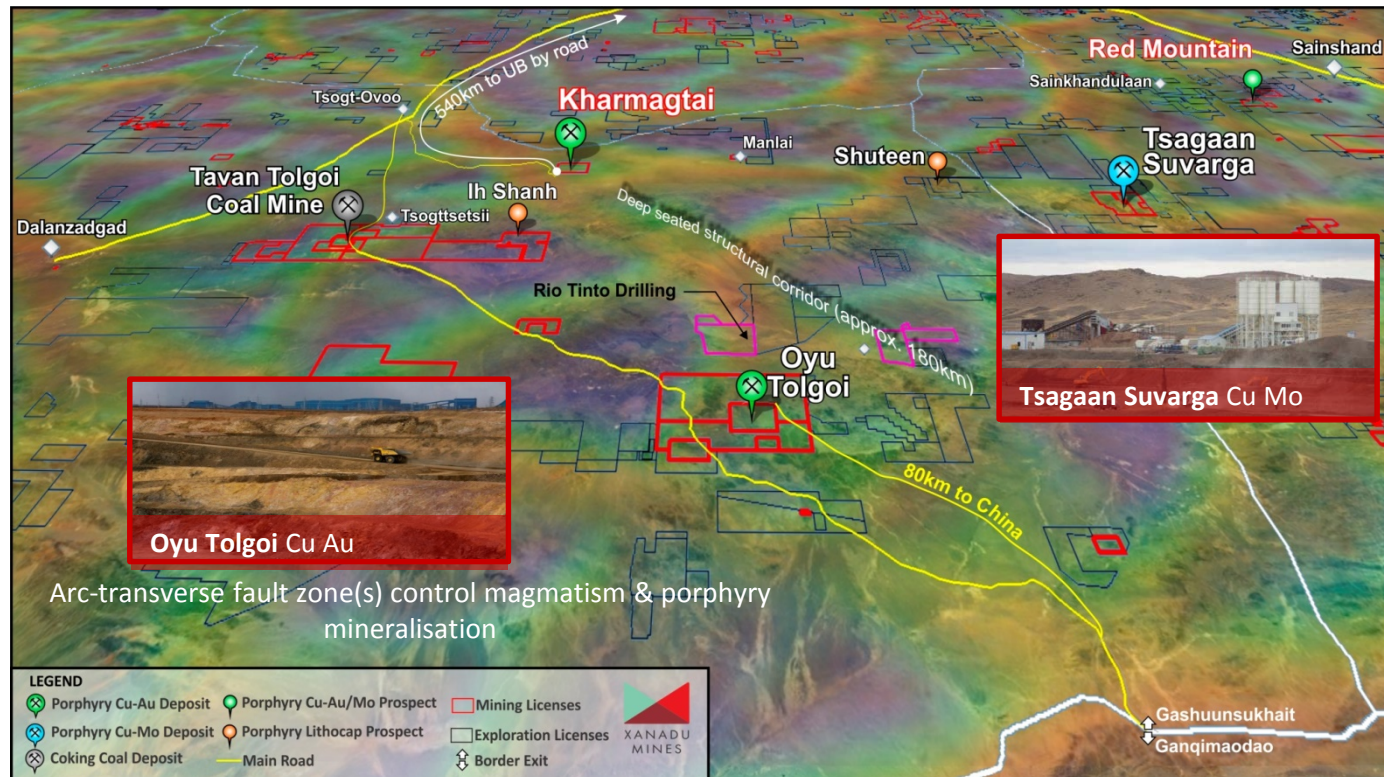 Red Mountain
Sainshand
Sainkhandulaan
540km to UB by road
Tsogt-Ovoo
Kharmagtai
Manlai
Shuteen
Tsagaan
Suvarga
Tavan Tolgoi
Coal Mine
Ih Shanh
Tsogttsetsii
Dalanzadgad
Deep seated structural corridor (approx. 180km)
Rio Tinto Drilling
Oyu
Tolgoi
Tsagaan Suvarga Cu Mo
80km to China
Oyu Tolgoi Cu Au
Arc-transverse fault zone(s) control magmatism & porphyry
mineralisation
LEGEND
Porphyry Cu-Au Deposit
Porphyry Cu-Au/Mo Prospect
Mining Licenses
Porphyry Cu-Mo Deposit
Porphyry Lithocap Prospect
Exploration Licenses
Coking Coal Deposit
Main Road
Border Exit
XANADU
MINES
Gashuunsukhait
Ganqimaodao